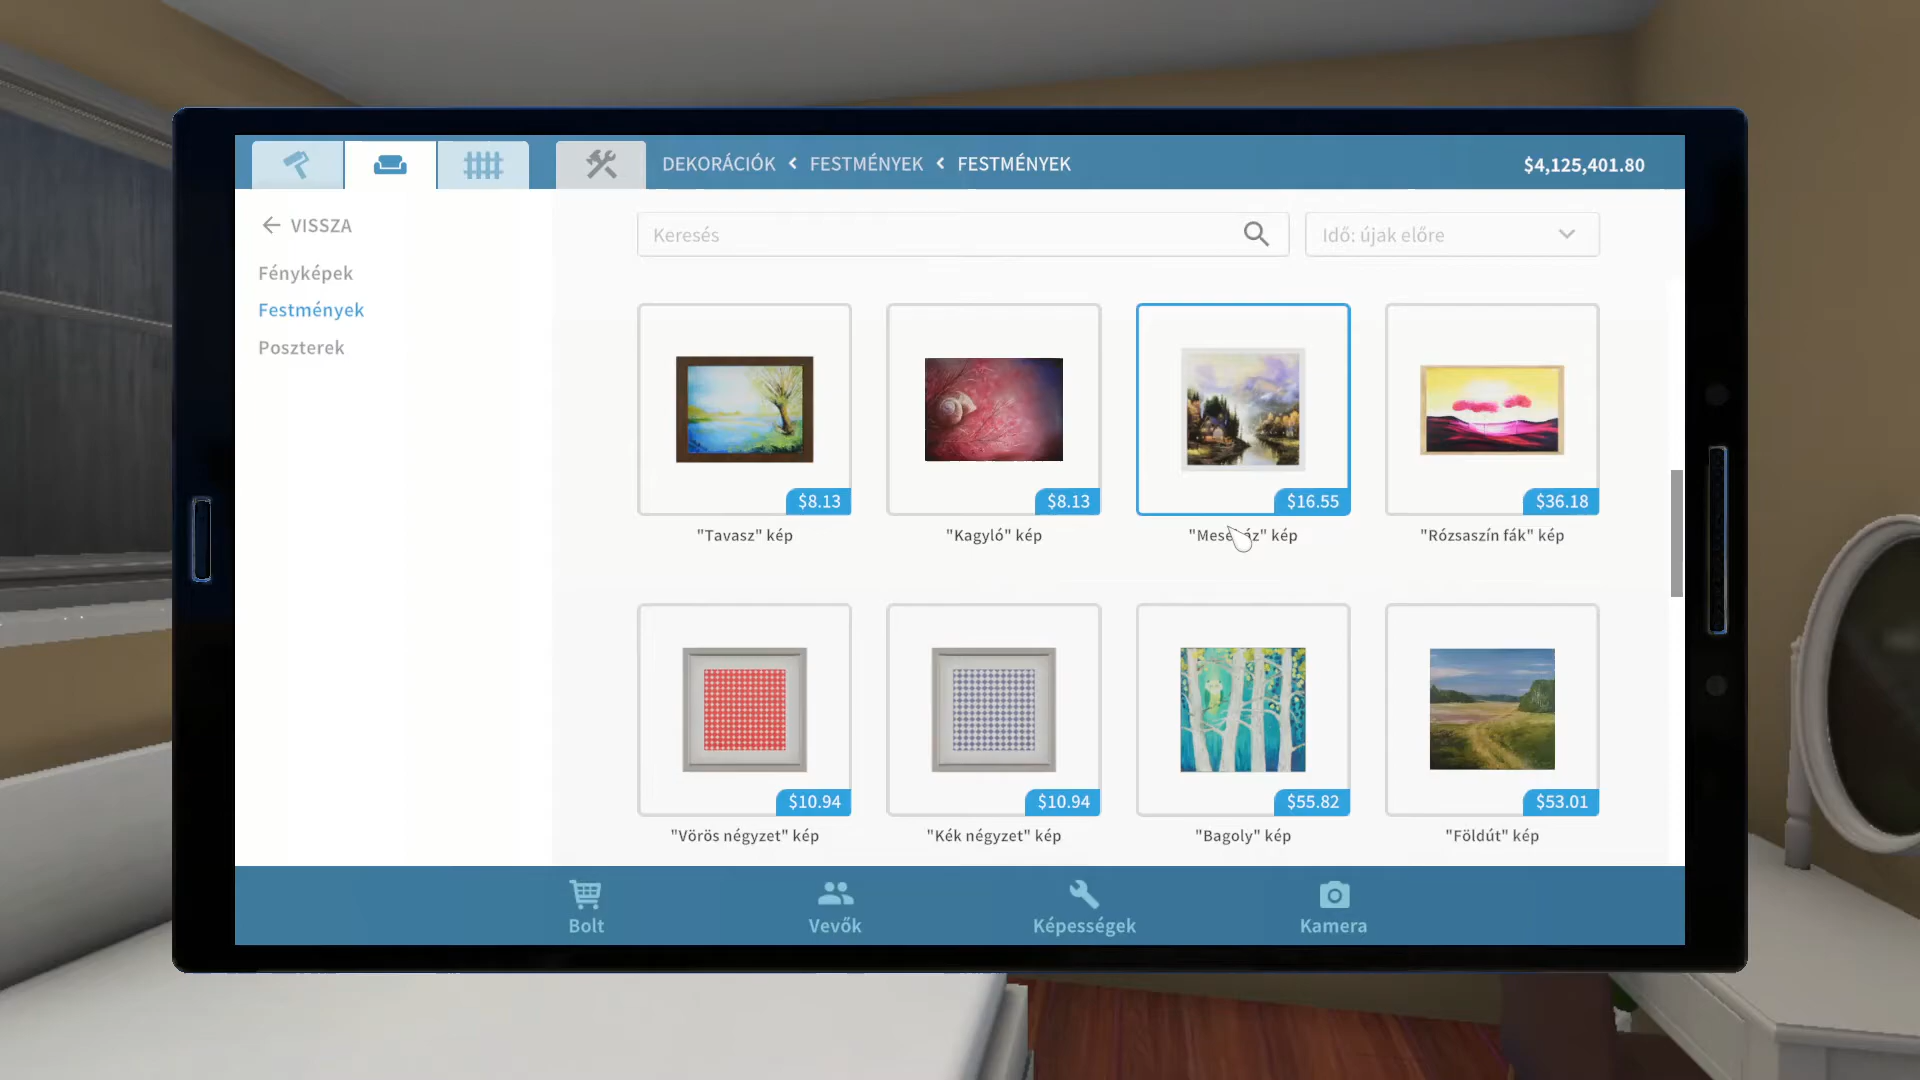 DEKORÁCIÓK < FESTMÉNYEK < FESTMÉNYEK
$4,125,401.80
VISSZA
Fényképek
Festmények
Poszterek
Keresés
Idő: újak előre
$8.13
$8.13
$16.55
$36.18
"Tavasz" kép
"Kagyló" kép
kép
"Rózsaszín fák" kép
$10.94
$10.94
$55.82
$53.01
"Vörös négyzet" kép
"Kék négyzet" kép
"Bagoly" kép
"Földút" kép
Bolt
Vevők
Képességek
Kamera